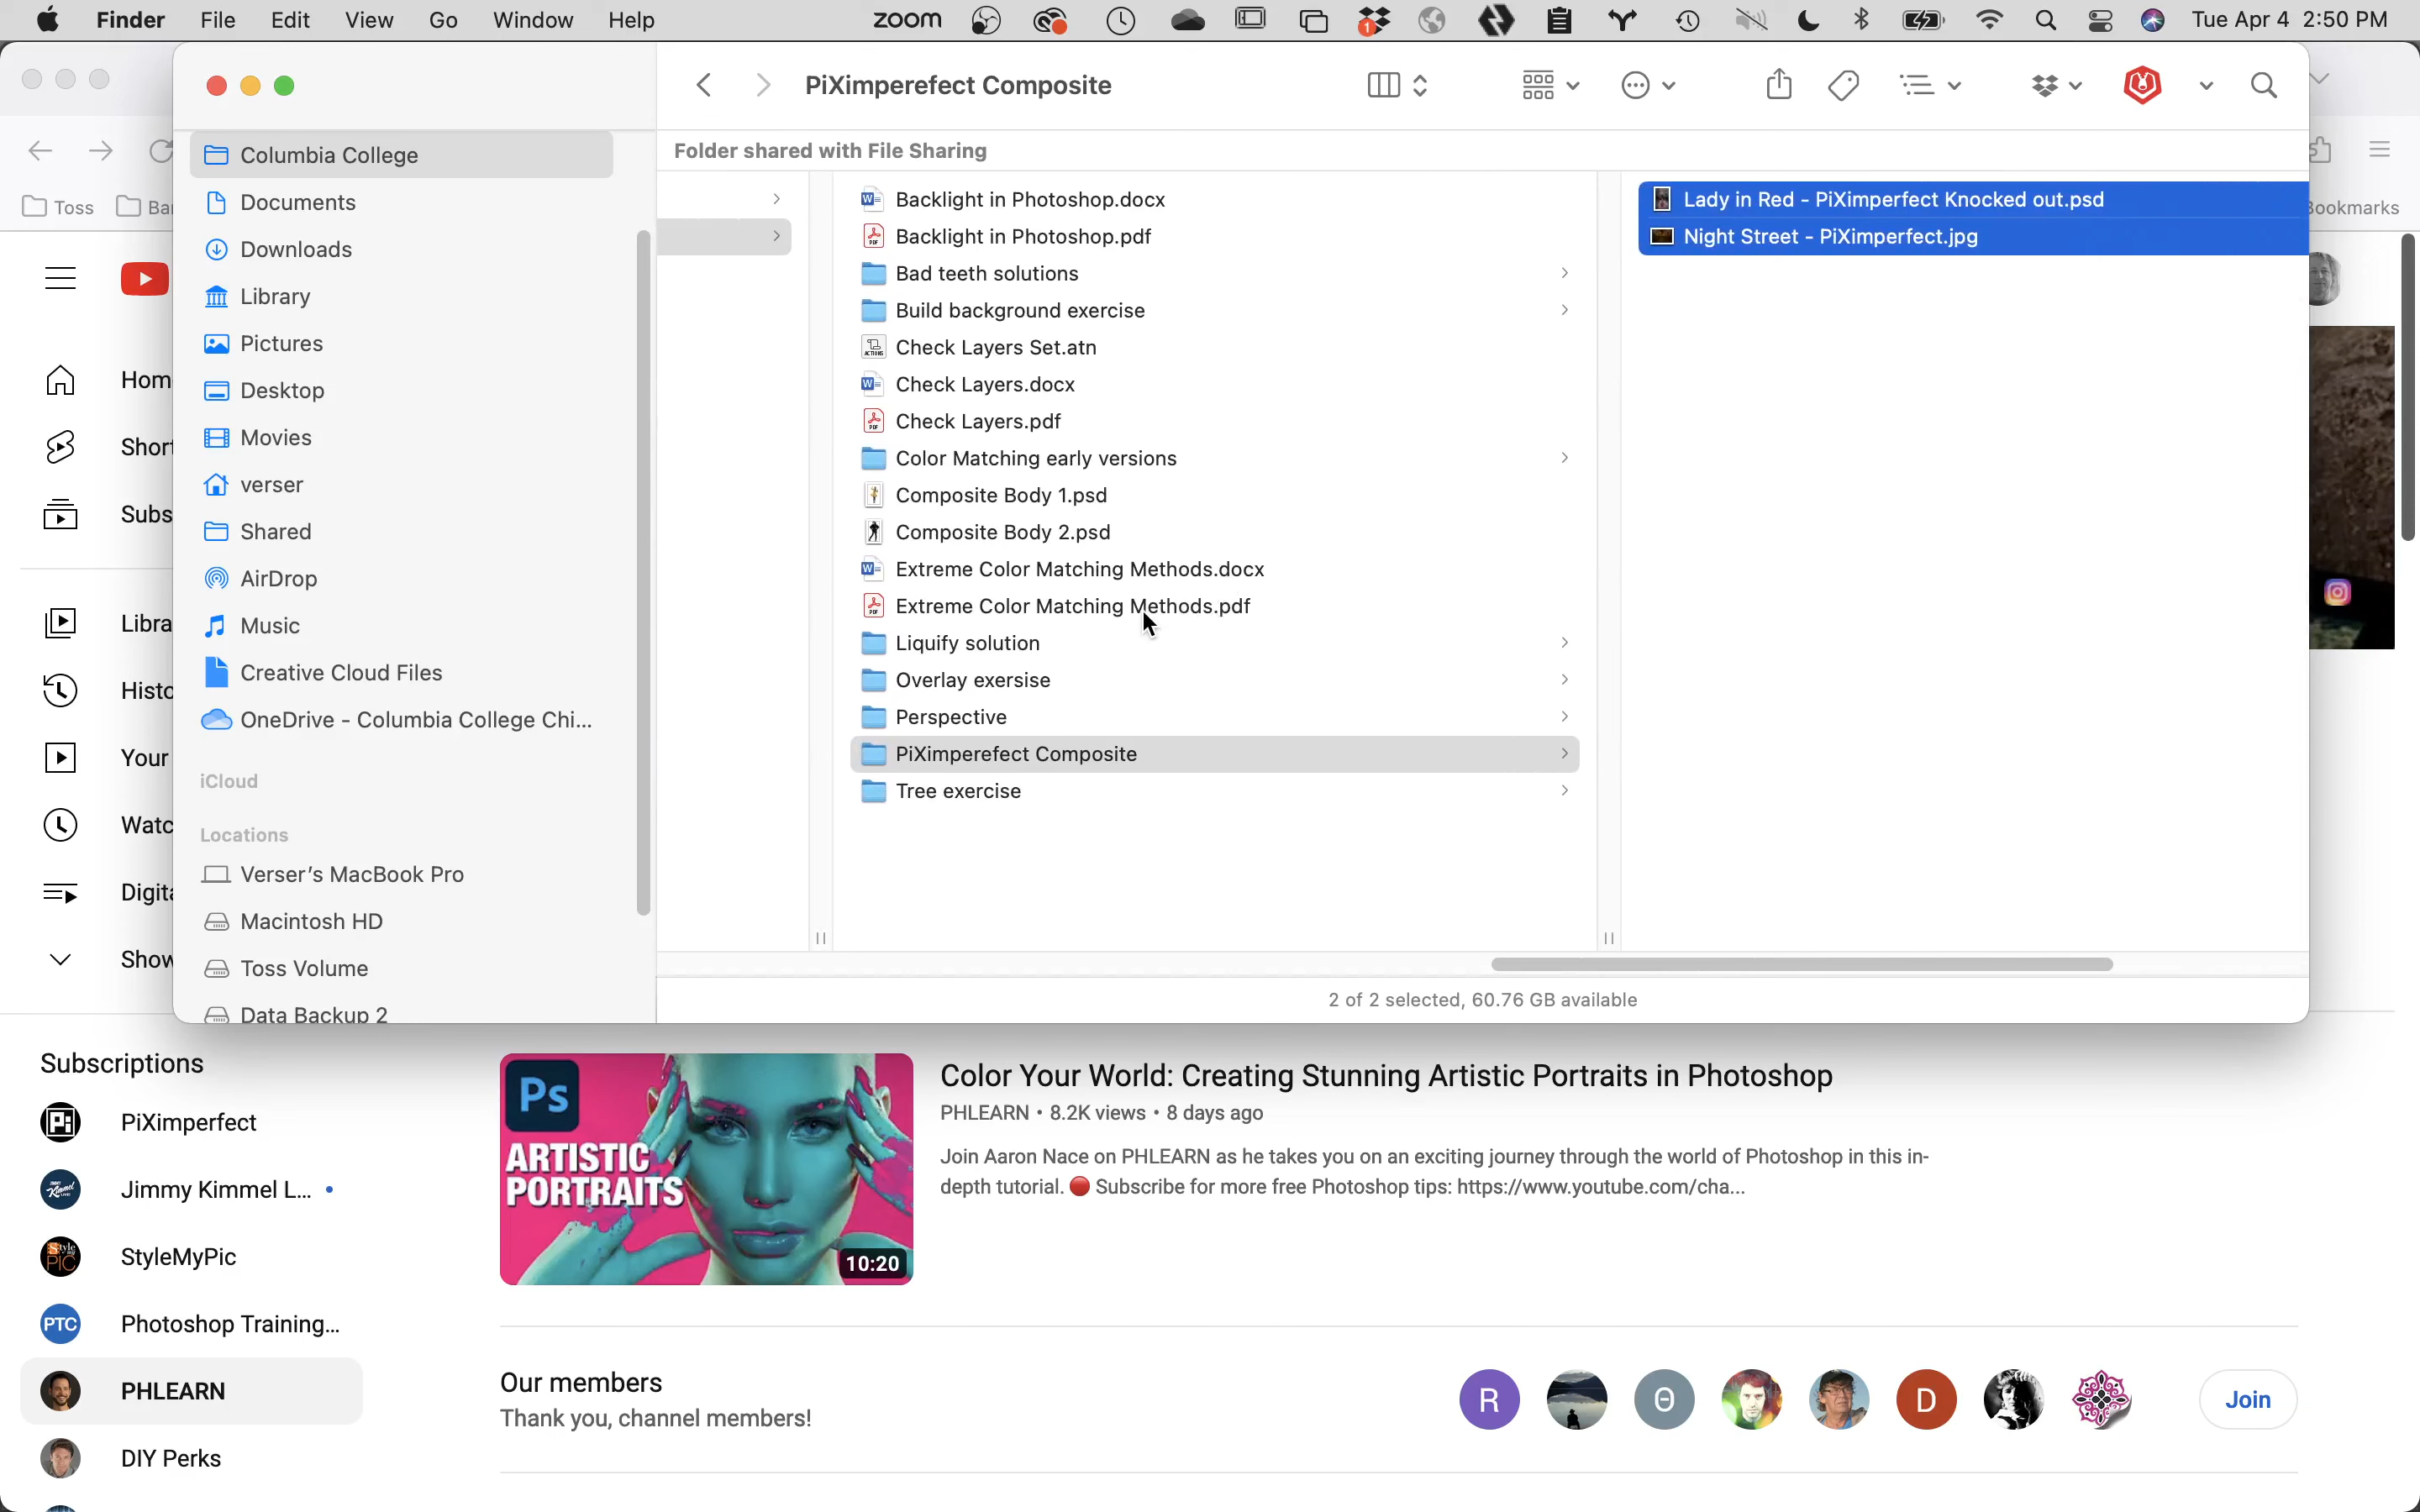 Finder File Edit View Go Window Help zoom 1 Tue Apr 4 2:50 PM
PiXimperefect Composite
Folder shared with File Sharing
Toss
Bookmarks
Columbia College
Documents
Downloads
Library
Pictures
Desktop
Movies
verser
Shared
AirDrop
Music
Creative Cloud Files
OneDrive - Columbia College Chi...
iCloud
Locations
Verser's MacBook Pro
Macintosh HD
Toss Volume
Data Backup 2
Backlight in Photoshop.docx
Backlight in Photoshop.pdf
Bad teeth solutions
Build background exercise
Check Layers Set.atn
Check Layers.docx
Check Layers.pdf
Color Matching early versions
Composite Body 1.psd
Composite Body 2.psd
Extreme Color Matching Methods.docx
Extreme Color Matching Methods.pdf
Liquify solution
Overlay exersise
Perspective
PiXimperefect Composite
Tree exercise
Lady in Red - PiXimperfect Knocked out.psd
Night Street - PiXimperfect.jpg
2 of 2 selected, 60.76 GB available
Hom
Shor
Subs
Libra
Histo
Your
Watc
Digita
Show
Subscriptions
PiXimperfect
Jimmy Kimmel L...
StyleMyPic
PTC Photoshop Training...
PHLEARN
DIY Perks
Ps
ARTISTIC
PORTRAITS
10:20
Color Your World: Creating Stunning Artistic Portraits in Photoshop
PHLEARN • 8.2K views • 8 days ago
Join Aaron Nace on PHLEARN as he takes you on an exciting journey through the world of Photoshop in this in-
depth tutorial. 🔴 Subscribe for more free Photoshop tips: https://www.youtube.com/cha...
Our members
Thank you, channel members!
R
D
Join